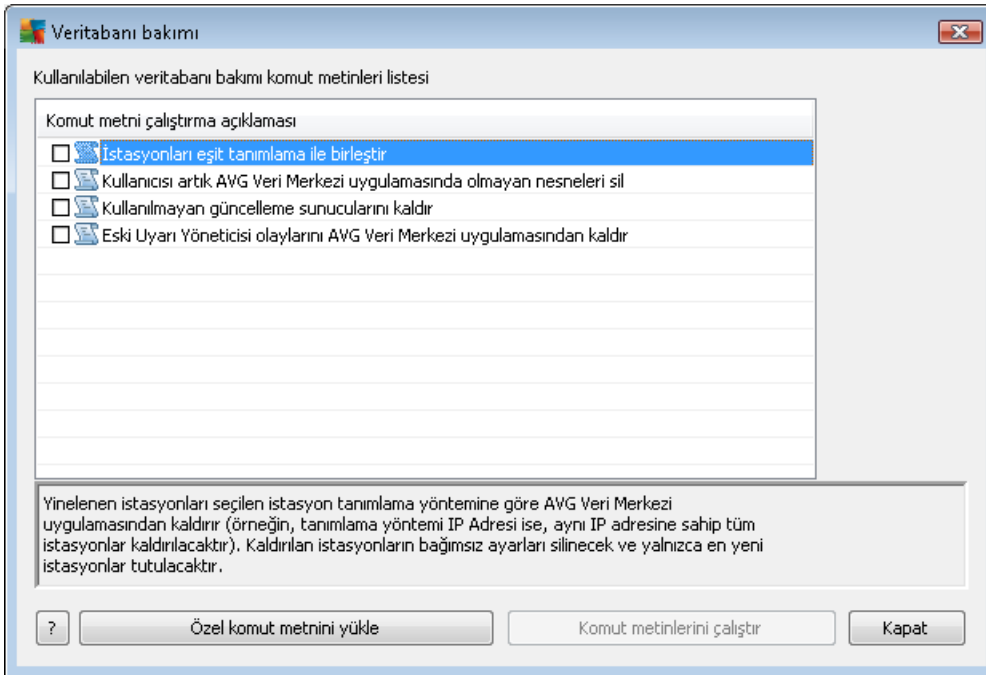 Veritabanı bakımı
Kullanılabilen veritabanı bakımı komut metinleri listesi
Komut metni çalıştırma açıklaması
İstasyonları eşit tanımlama ile birleştir
Kullanıcısı artık AVG Veri Merkezi uygulamasında olmayan nesneleri sil
Kullanılmayan güncelleme sunucularını kaldır
Eski Uyarı Yöneticisi olaylarını AVG Veri Merkezi uygulamasından kaldır
Yinelenen istasyonları seçilen istasyon tanımlama yöntemine göre AVG Veri Merkezi
uygulamasından kaldırır (örneğin, tanımlama yöntemi IP Adresi ise, aynı IP adresine sahip tüm
istasyonlar kaldırılacaktır). Kaldırılan istasyonların bağımsız ayarları silinecek ve yalnızca en yeni
istasyonlar tutulacaktır.
? Özel komut metnini yükle Komut metinlerini çalıştır Kapat